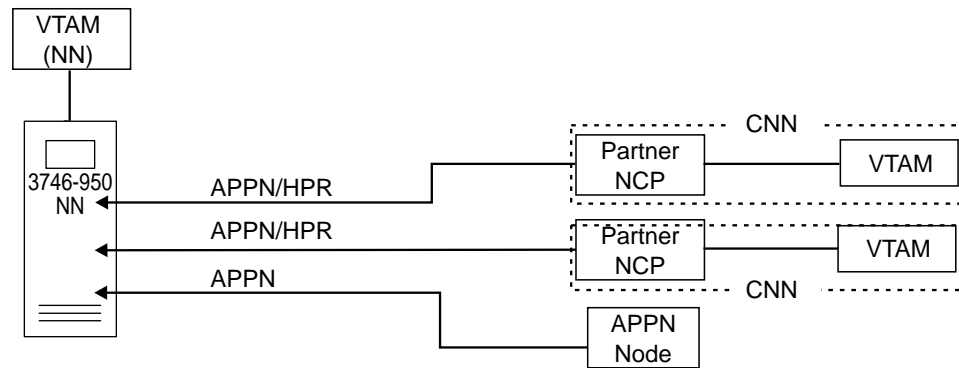 VTAM
(NN)
CNN
Partner
NCP
VTAM
3746-950
NN
APPN/HPR
APPN/HPR
Partner
NCP
VTAM
APPN
CNN
APPN
Node